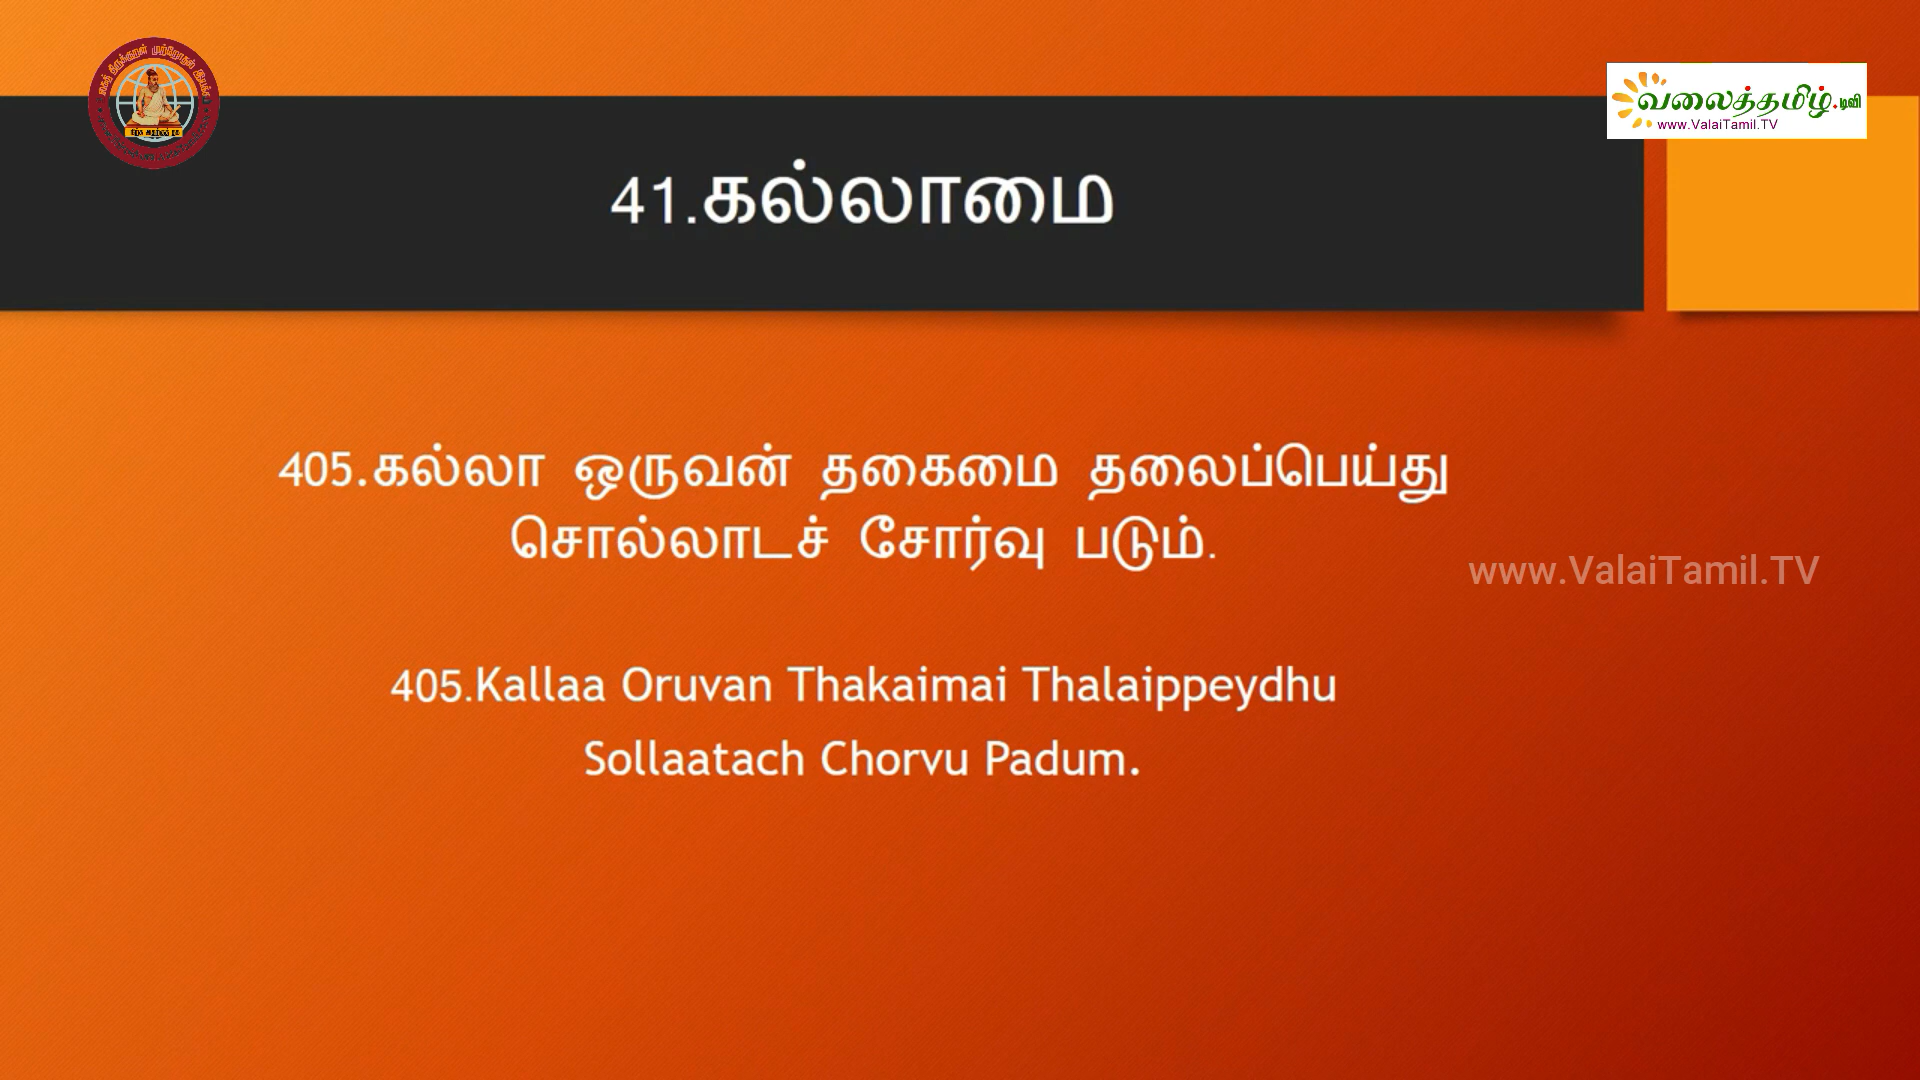 வலைத்தமிழ்.டிவி
www.ValaiTamil.TV
41.கல்லாமை
405.கல்லா ஒருவன் தகைமை தலைப்பெய்து
சொல்லாடச் சோர்வு படும்.
www.ValaiTamil.TV
405.Kallaa Oruvan Thakaimai Thalaippeydhu
Sollaatach Chorvu Padum.